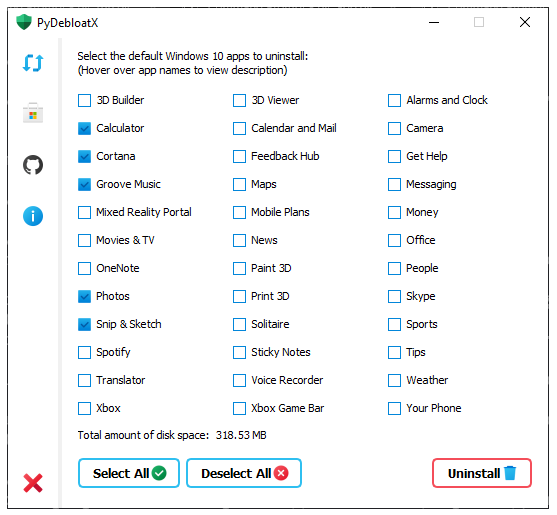 PyDebloatX
Select the default Windows 10 apps to uninstall:
(Hover over app names to view description)
3D Builder 3D Viewer Alarms and Clock
Calculator Calendar and Mail Camera
Cortana Feedback Hub Get Help
Groove Music Maps Messaging
Mixed Reality Portal Mobile Plans Money
Movies & TV News Office
OneNote Paint 3D People
Photos Print 3D Skype
Snip & Sketch Solitaire Sports
Spotify Sticky Notes Tips
Translator Voice Recorder Weather
Xbox Xbox Game Bar Your Phone
Total amount of disk space: 318.53 MB
Select All Deselect All Uninstall